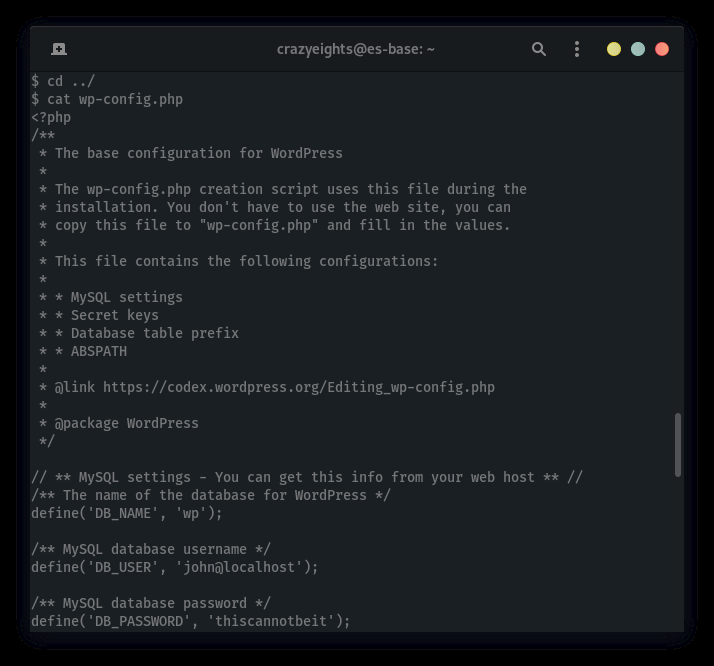 crazyeights@es-base: ~
$ cd ../
$ cat wp-config.php
<?php
/**
 * The base configuration for WordPress
 *
 * The wp-config.php creation script uses this file during the
 * installation. You don't have to use the web site, you can
 * copy this file to "wp-config.php" and fill in the values.
 *
 * This file contains the following configurations:
 *
 * * MySQL settings
 * * Secret keys
 * * Database table prefix
 * * ABSPATH
 *
 * @link https://codex.wordpress.org/Editing_wp-config.php
 *
 * @package WordPress
 */

// ** MySQL settings - You can get this info from your web host ** //
/** The name of the database for WordPress */
define('DB_NAME', 'wp');

/** MySQL database username */
define('DB_USER', 'john@localhost');

/** MySQL database password */
define('DB_PASSWORD', 'thiscannotbeit');